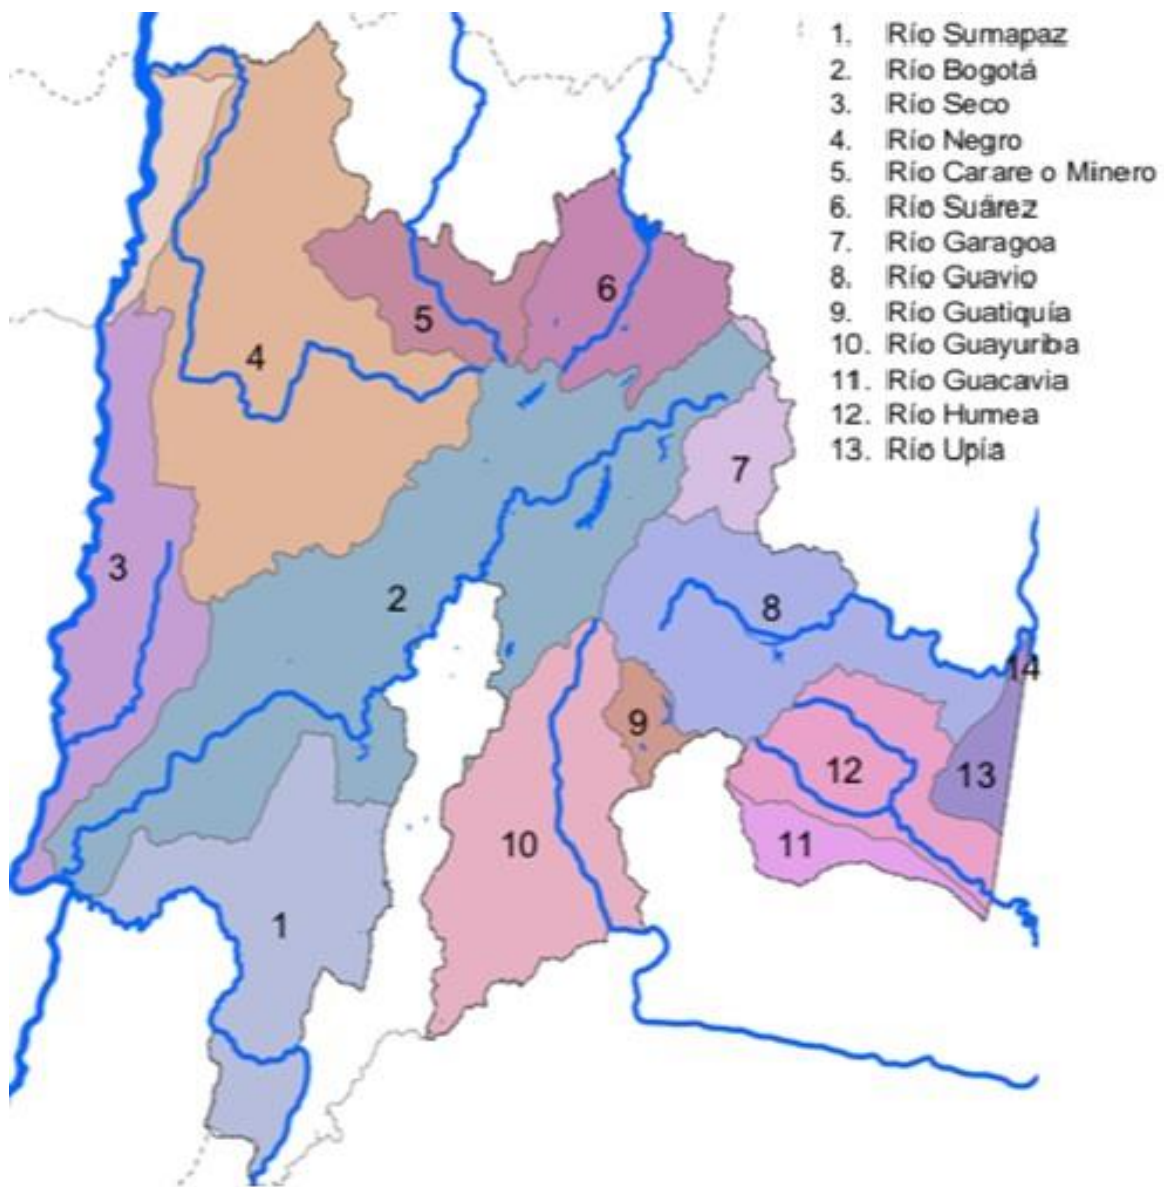 1. Río Sumapaz
2. Río Bogotá
3. Río Seco
4. Río Negro
5. Río Carare o Minero
6. Río Suárez
7. Río Garagoa
8. Río Guavio
9. Río Guatiquía
10. Río Guayuriba
11. Río Guacavia
12. Río Humea
13. Río Upía
6
5
4
7
3
2
8
14
9
12
13
10
11
1